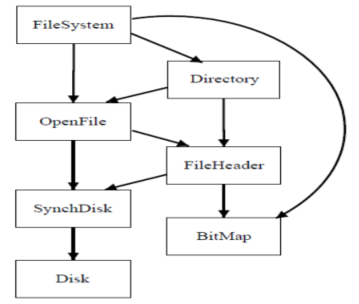 FileSystem
Directory
OpenFile
FileHeader
SynchDisk
BitMap
Disk